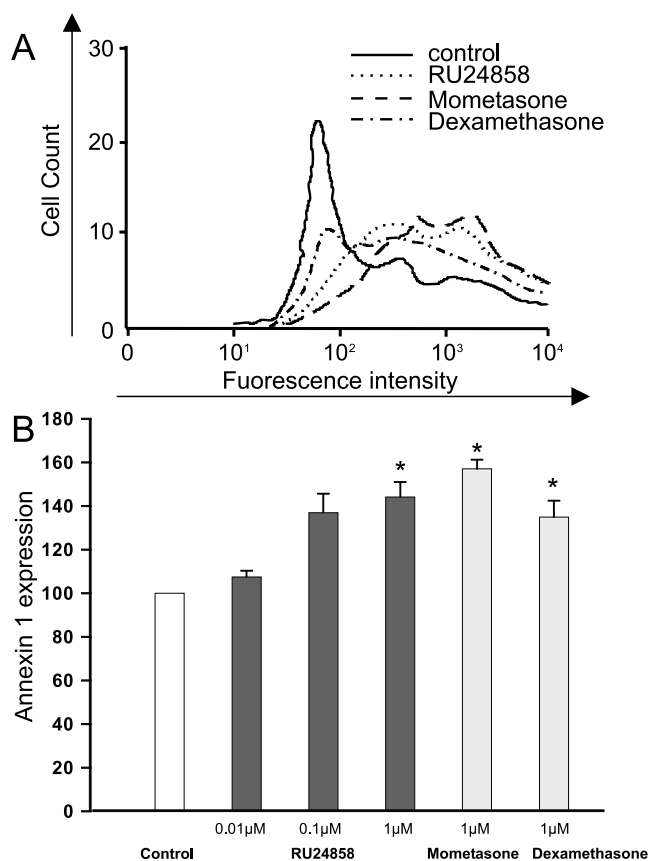 A
30
20
10
0
Cell Count
control
RU24858
Mometasone
Dexamethasone
0
10¹
10²
10³
10⁴
Fuorescence intensity
B
180
160
140
120
100
80
60
40
20
0
Annexin 1 expression
*
*
*
0.01µM
0.1µM
1µM
1µM
1µM
Control
RU24858
Mometasone
Dexamethasone